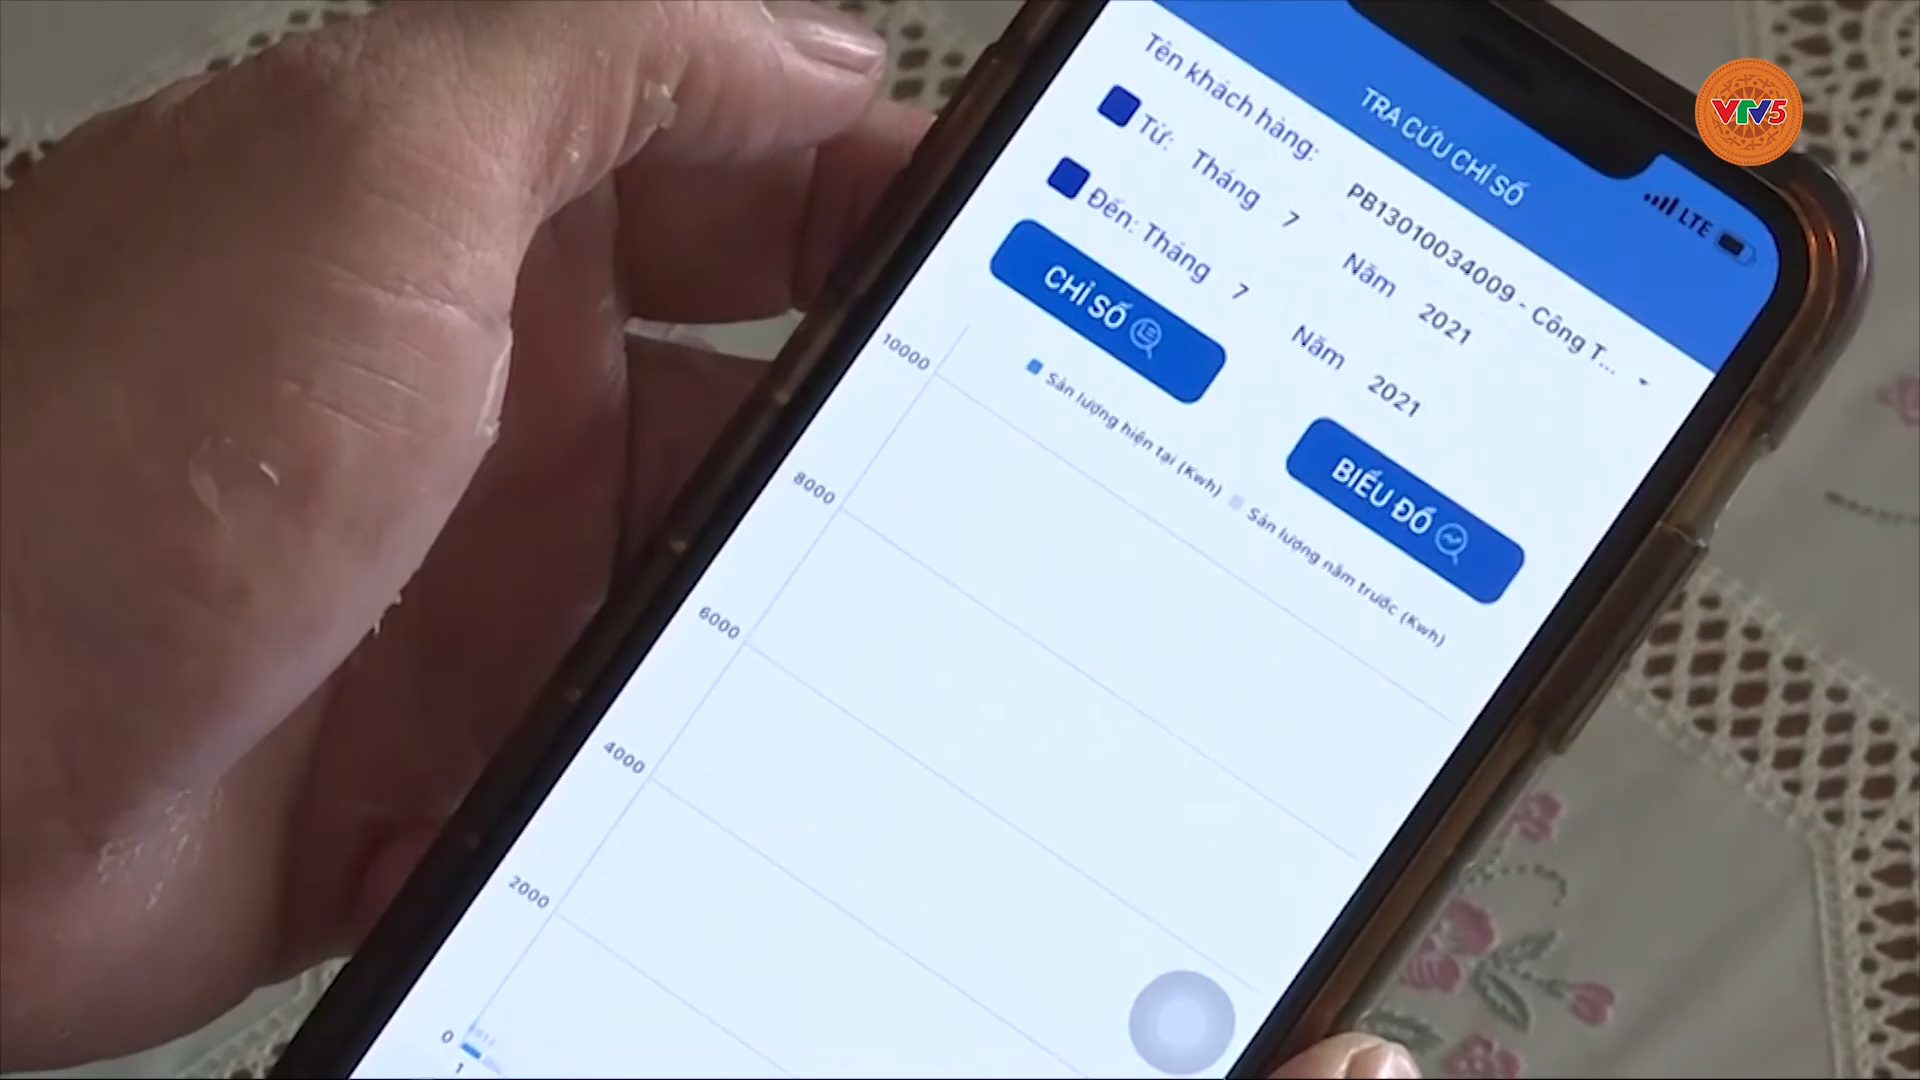 VTV5
LTE
TRA CỨU CHỈ SỐ
Tên khách hàng: PB13010034009 - Công T...
Từ: Tháng 7 Năm 2021
Đến: Tháng 7 Năm 2021
CHỈ SỐ
BIỂU ĐỒ
Sản lượng hiện tại (Kwh) Sản lượng năm trước (Kwh)
10000
8000
6000
4000
2000
0
1